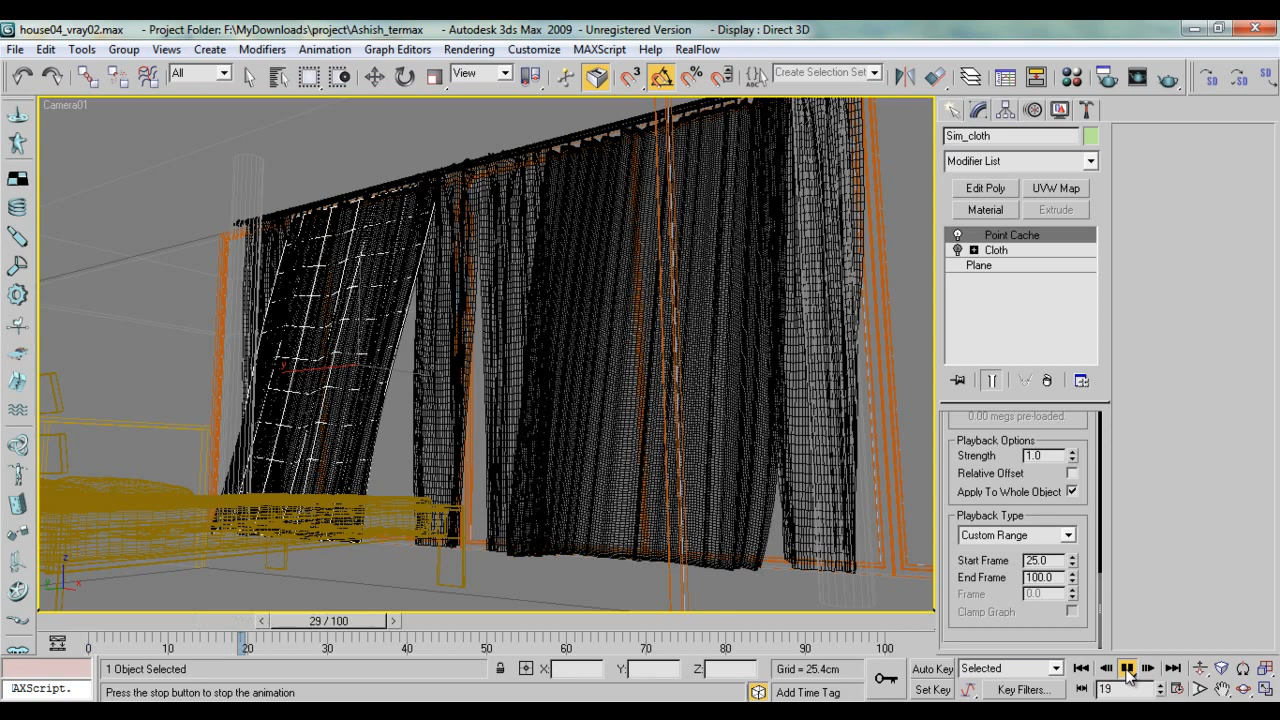 house04_vray02.max - Project Folder: F:\MyDownloads\project\Ashish_termax - Autodesk 3ds Max 2009 - Unregistered Version - Display : Direct 3D
File Edit Tools Group Views Create Modifiers Animation Graph Editors Rendering Customize MAXScript Help RealFlow
All View Create Selection Set
Camera01
Sim_cloth
Modifier List
Edit Poly UVW Map
Material Extrude
Point Cache
Cloth
Plane
0.00 megs pre-loaded
Playback Options
Strength 1.0
Relative Offset
Apply To Whole Object
Playback Type
Custom Range
Start Frame 25.0
End Frame 100.0
Frame 0.0
Clamp Graph
y
z
x
< 29 / 100 >
0 10 20 30 40 50 60 70 80 90 100
1 Object Selected X: Y: Z: Grid = 25.4cm Auto Key Selected
AXScript. Press the stop button to stop the animation Add Time Tag Set Key Key Filters... 19